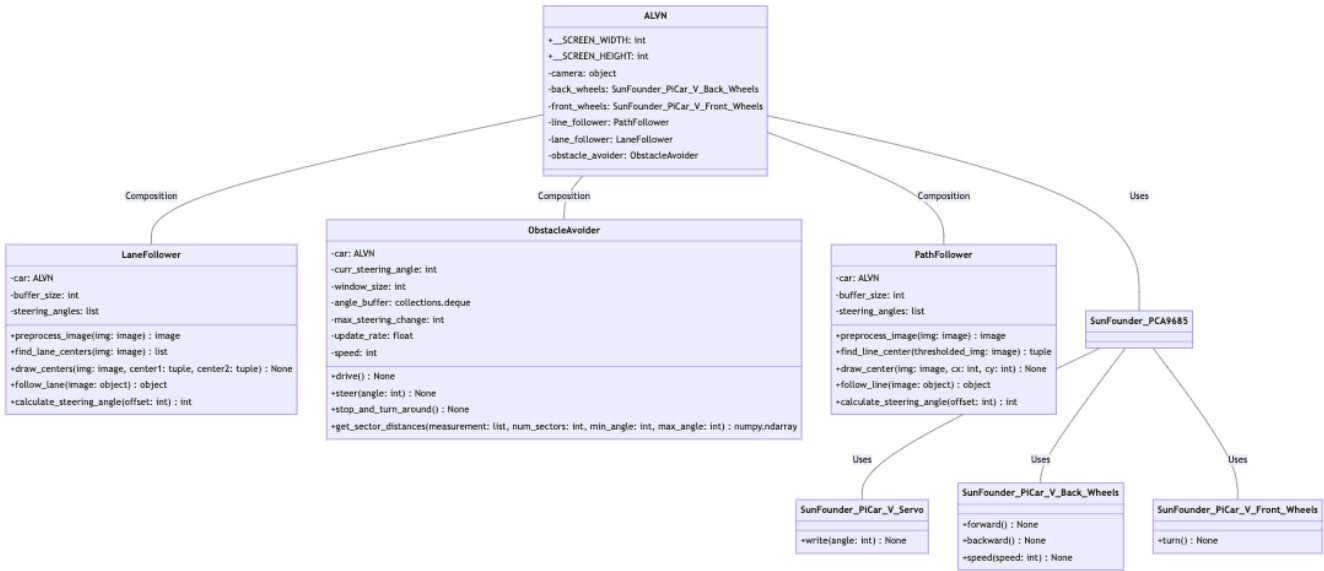 ALVN
+__SCREEN_WIDTH: int
+__SCREEN_HEIGHT: int
-camera: object
-back_wheels: SunFounder_PiCar_V_Back_Wheels
-front_wheels: SunFounder_PiCar_V_Front_Wheels
-line_follower: PathFollower
-lane_follower: LaneFollower
-obstacle_avoider: ObstacleAvoider
Composition
Composition
Composition
Uses
LaneFollower
-car: ALVN
-buffer_size: int
-steering_angles: list
+preprocess_image(img: image) : image
+find_lane_centers(img: image) : list
+draw_centers(img: image, center1: tuple, center2: tuple) : None
+follow_lane(image: object) : object
+calculate_steering_angle(offset: int) : int
ObstacleAvoider
-car: ALVN
-curr_steering_angle: int
-window_size: int
-angle_buffer: collections.deque
-max_steering_change: int
-update_rate: float
-speed: int
+drive() : None
+steer(angle: int) : None
+stop_and_turn_around() : None
+get_sector_distances(measurement: list, num_sectors: int, min_angle: int, max_angle: int) : numpy.ndarray
PathFollower
-car: ALVN
-buffer_size: int
-steering_angles: list
+preprocess_image(img: image) : image
+find_line_center(thresholded_img: image) : tuple
+draw_center(img: image, cx: int, cy: int) : None
+follow_line(image: object) : object
+calculate_steering_angle(offset: int) : int
SunFounder_PCA9685
Uses
Uses
Uses
SunFounder_PiCar_V_Servo
+write(angle: int) : None
SunFounder_PiCar_V_Back_Wheels
+forward() : None
+backward() : None
+speed(speed: int) : None
SunFounder_PiCar_V_Front_Wheels
+turn() : None